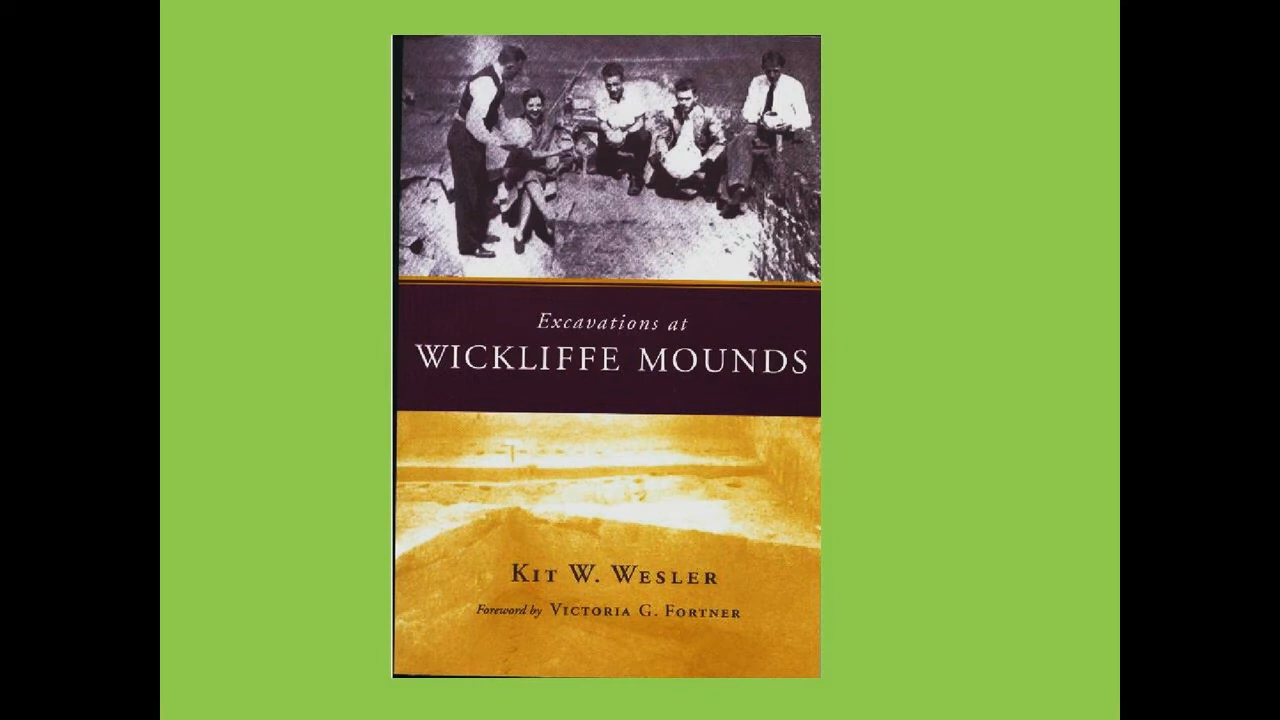 Excavations at
WICKLIFFE MOUNDS
KIT W. WESLER
Foreword by VICTORIA G. FORTNER